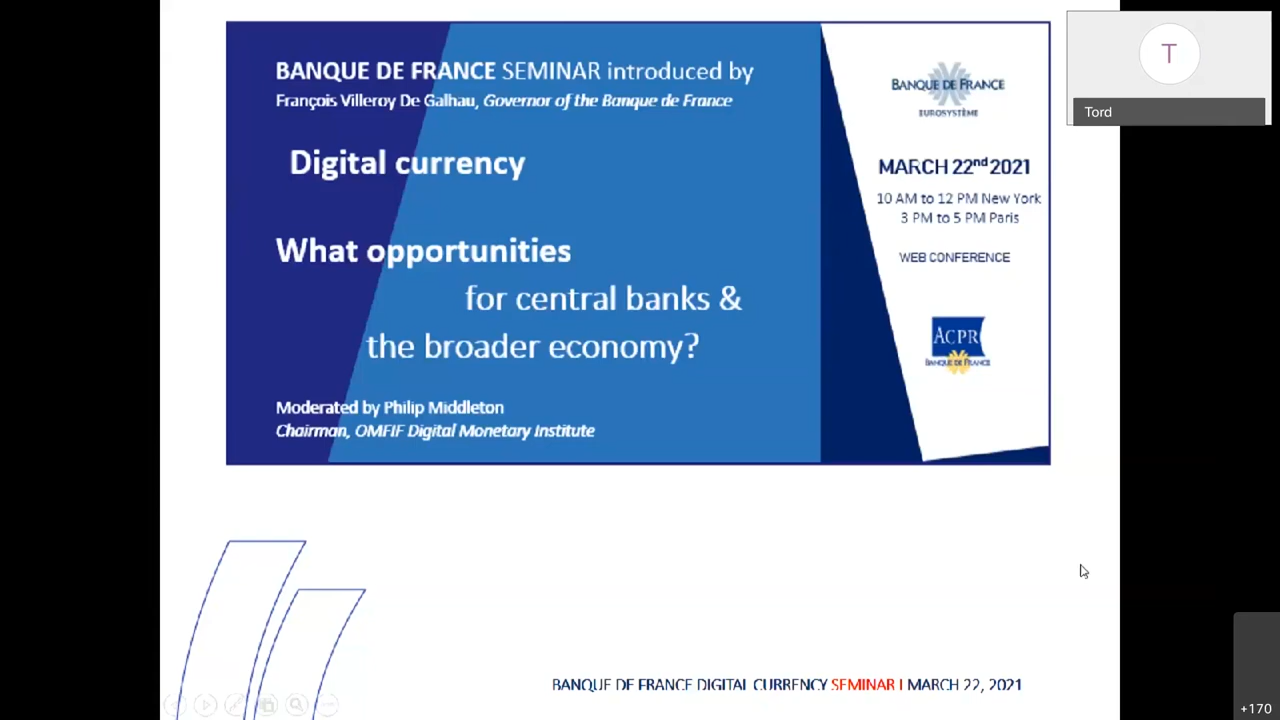 BANQUE DE FRANCE SEMINAR introduced by
François Villeroy De Galhau, Governor of the Banque de France
Digital currency
What opportunities
for central banks &
the broader economy?
Moderated by Philip Middleton
Chairman, OMFIF Digital Monetary Institute
BANQUE DE FRANCE
EUROSYSTÈME
MARCH 22nd 2021
10 AM to 12 PM New York
3 PM to 5 PM Paris
WEB CONFERENCE
ACPR
BANQUE DE FRANCE
T
Tord
BANQUE DE FRANCE DIGITAL CURRENCY SEMINAR I MARCH 22, 2021
+170